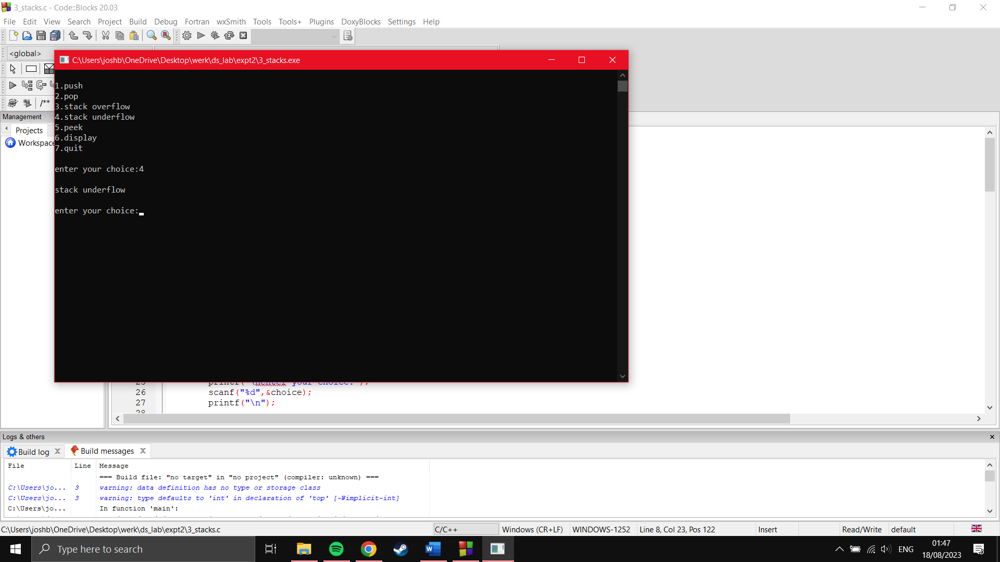 3_stacks.c - Code::Blocks 20.03
File Edit View Search Project Build Debug Fortran wxSmith Tools Tools+ Plugins DoxyBlocks Settings Help
<global>
C:\Users\joshb\OneDrive\Desktop\werk\ds_lab\expt2\3_stacks.exe
/**
Management
Projects
Workspace
1.push
2.pop
3.stack overflow
4.stack underflow
5.peek
6.display
7.quit
enter your choice:4
stack underflow
enter your choice:
25 printf("\nenter your choice:");
26 scanf("%d",&choice);
27 printf("\n");
28
Logs & others
Build log Build messages
File Line Message
=== Build file: "no target" in "no project" (compiler: unknown) ===
C:\Users\jo... 3 warning: data definition has no type or storage class
C:\Users\jo... 3 warning: type defaults to 'int' in declaration of 'top' [-Wimplicit-int]
C:\Users\jo... In function 'main':
C:\Users\joshb\OneDrive\Desktop\werk\ds_lab\expt2\3_stacks.c C/C++ Windows (CR+LF) WINDOWS-1252 Line 8, Col 23, Pos 122 Insert Read/Write default
Type here to search
ENG
01:47
18/08/2023